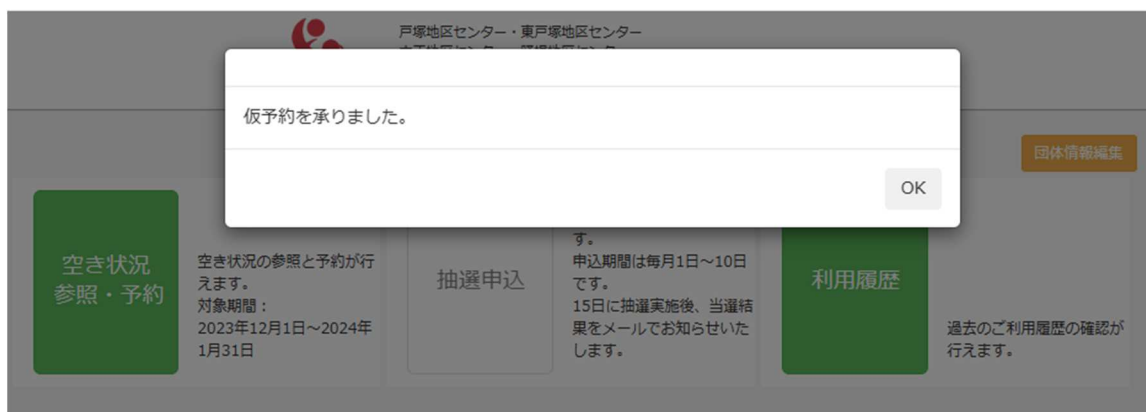 戸塚地区センター・東戸塚地区センター
仮予約を承りました。
OK
団体情報編集
空き状況
参照・予約
空き状況の参照と予約が行
えます。
対象期間：
2023年12月1日～2024年
1月31日
抽選申込
す。
申込期間は毎月1日～10日
です。
15日に抽選実施後、当選結
果をメールでお知らせいた
します。
利用履歴
過去のご利用履歴の確認が
行えます。